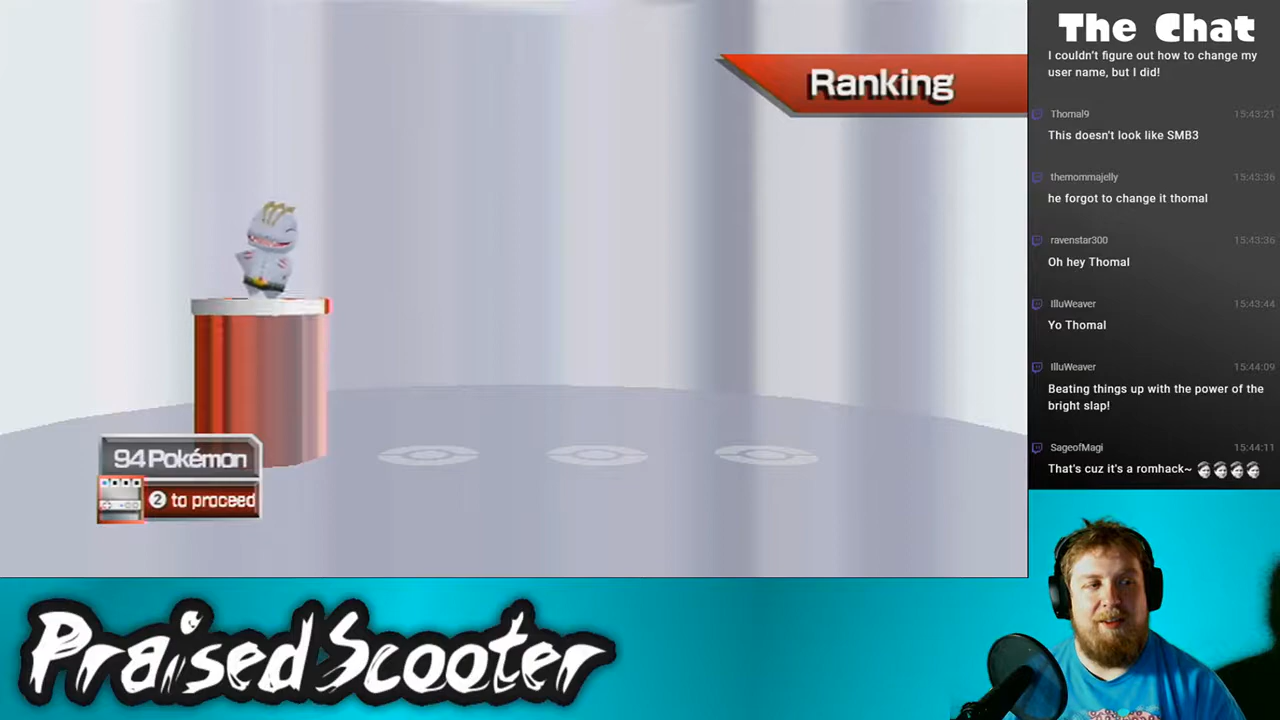 Ranking
94 Pokémon
2 to proceed
The Chat
I couldn't figure out how to change my
user name, but I did!
Thomal9 15:43:21
This doesn't look like SMB3
themommajelly 15:43:36
he forgot to change it thomal
ravenstar300 15:43:36
Oh hey Thomal
IlluWeaver 15:43:44
Yo Thomal
IlluWeaver 15:44:09
Beating things up with the power of the
bright slap!
SageofMagi 15:44:11
That's cuz it's a romhack~
Praised Scooter